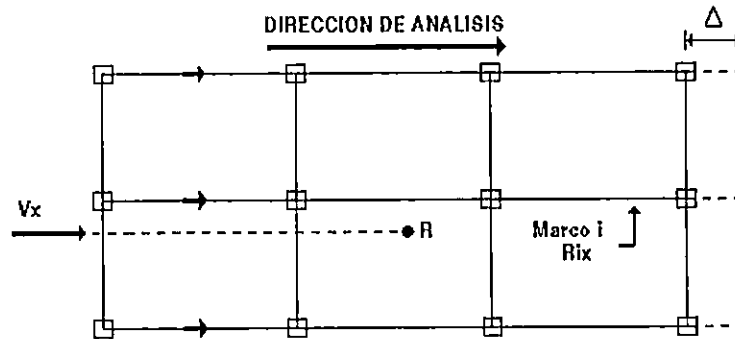 DIRECCION DE ANALISIS
Δ
Vx
R
Marco i
Rix